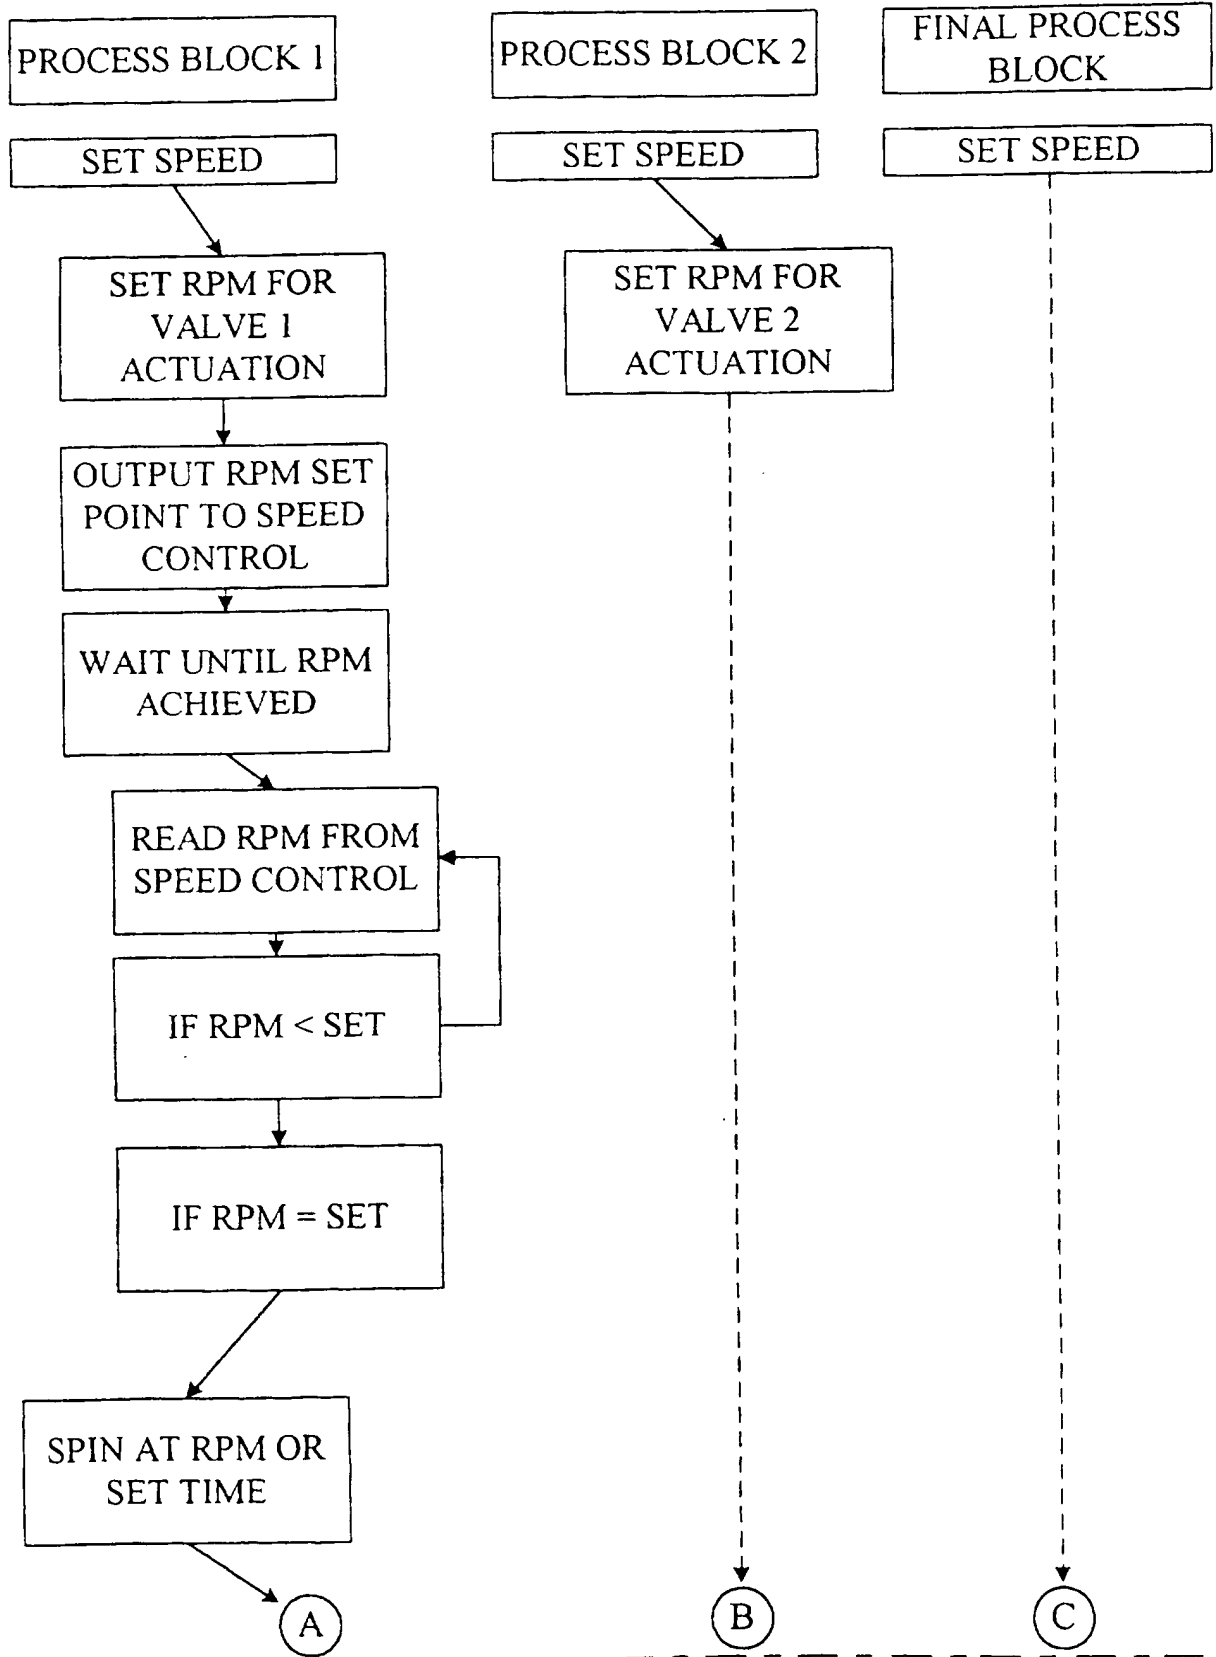 PROCESS BLOCK 1
SET SPEED
SET RPM FOR
VALVE 1
ACTUATION
OUTPUT RPM SET
POINT TO SPEED
CONTROL
WAIT UNTIL RPM
ACHIEVED
READ RPM FROM
SPEED CONTROL
IF RPM < SET
IF RPM = SET
SPIN AT RPM OR
SET TIME
A
PROCESS BLOCK 2
SET SPEED
SET RPM FOR
VALVE 2
ACTUATION
B
FINAL PROCESS
BLOCK
SET SPEED
C